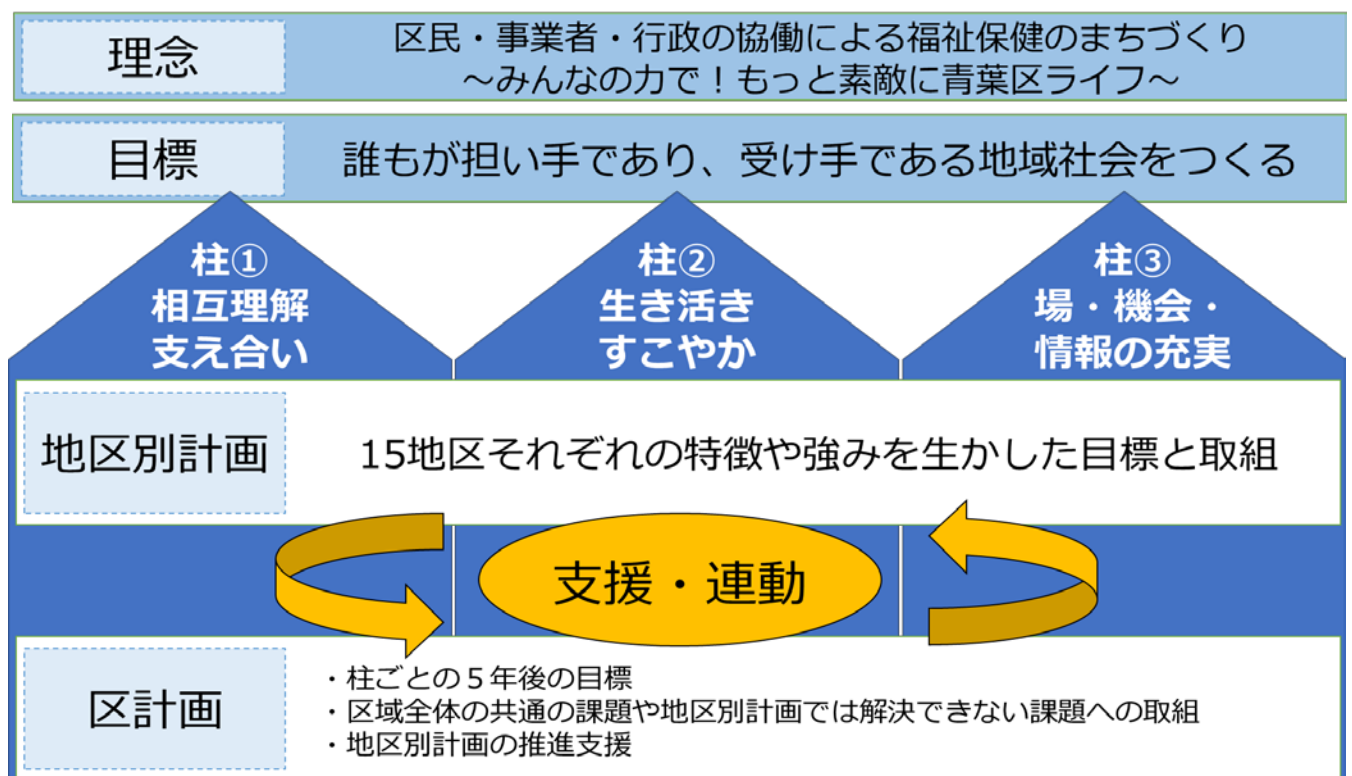 理念
区民・事業者・行政の協働による福祉保健のまちづくり
～みんなの力で！もっと素敵に青葉区ライフ～
目標
誰もが担い手であり、受け手である地域社会をつくる
柱①
相互理解
支え合い
柱②
生き活き
すこやか
柱③
場・機会・
情報の充実
地区別計画
15地区それぞれの特徴や強みを生かした目標と取組
支援・連動
区計画
・柱ごとの５年後の目標
・区域全体の共通の課題や地区別計画では解決できない課題への取組
・地区別計画の推進支援